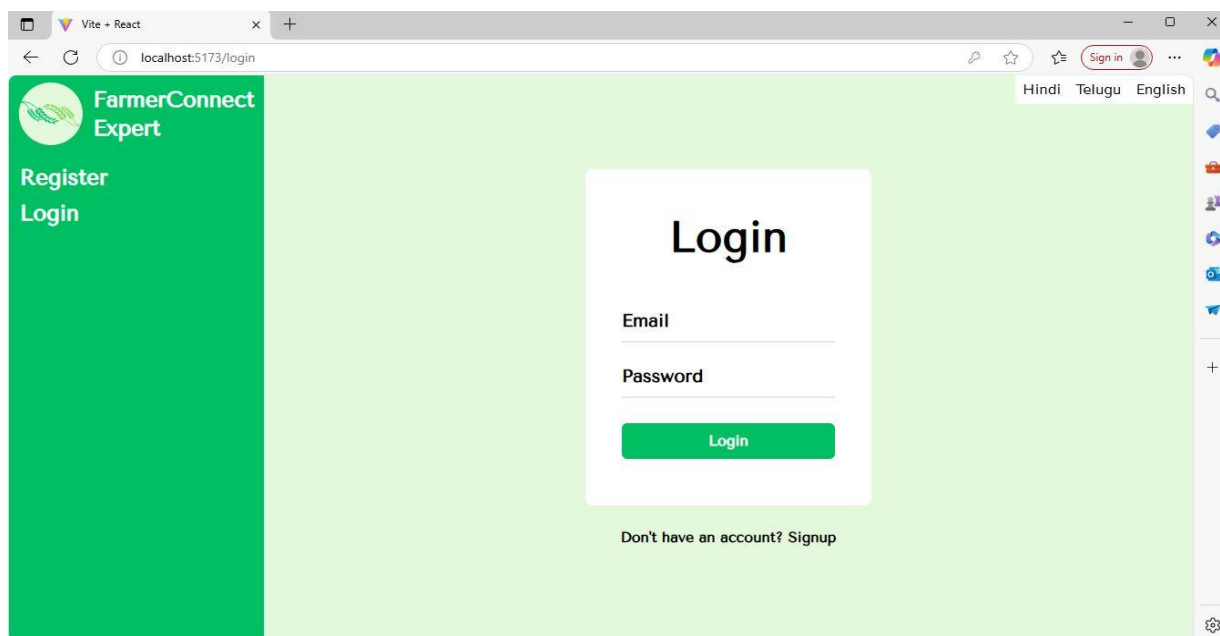 Vite + React
localhost:5173/login
Sign in
FarmerConnect
Expert
Hindi Telugu English
Register
Login
Login
Email
Password
Login
Don't have an account? Signup